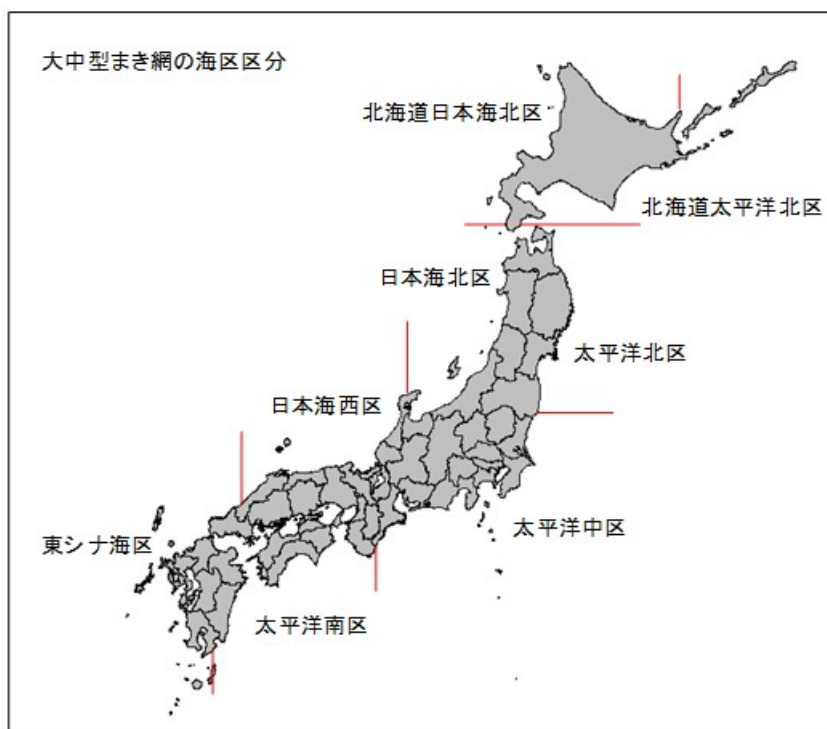 大中型まき網の海区区分
北海道日本海北区
北海道太平洋北区
日本海北区
太平洋北区
日本海西区
太平洋中区
東シナ海区
太平洋南区